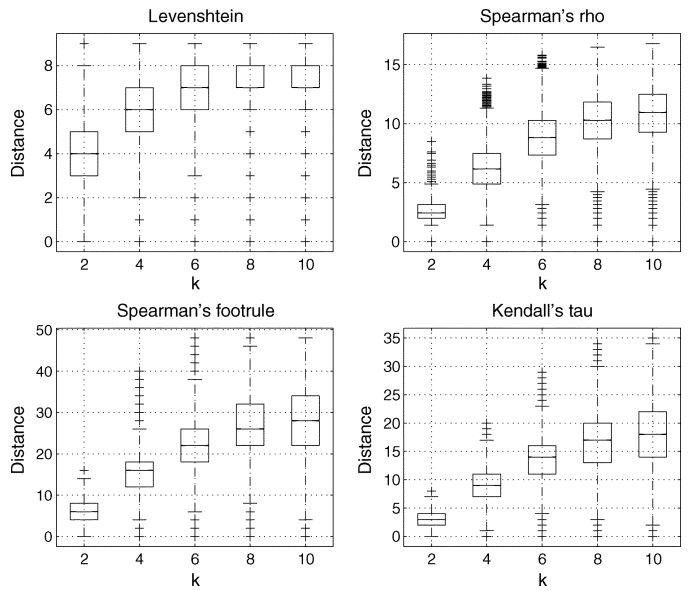 Levenshtein
8
6
4
2
0
Distance
2 4 6 8 10
k
Spearman's rho
15
10
5
0
Distance
2 4 6 8 10
k
Spearman's footrule
50
40
30
20
10
0
Distance
2 4 6 8 10
k
Kendall's tau
35
30
25
20
15
10
5
0
Distance
2 4 6 8 10
k